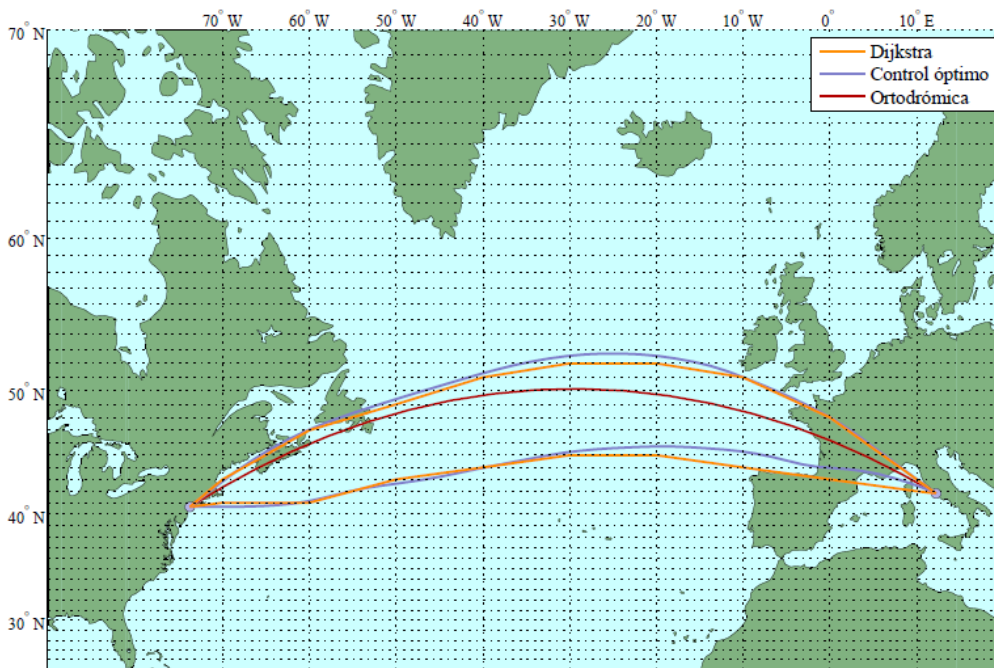 70° W 60° W 50° W 40° W 30° W 20° W 10° W 0° 10° E
70° N
Dijkstra
Control óptimo
Ortodrómica
60° N
50° N
40° N
30° N